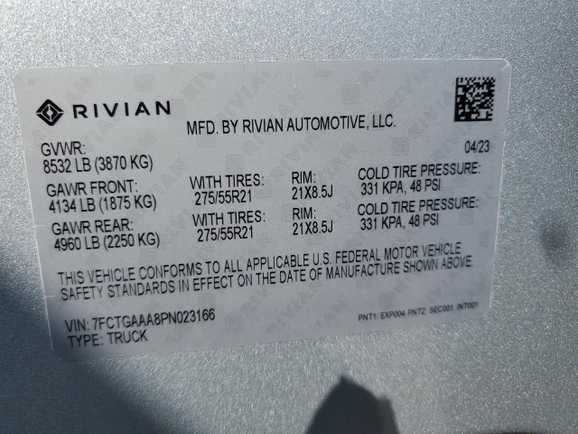 RIVIAN
MFD. BY RIVIAN AUTOMOTIVE, LLC.
04/23
GVWR:
8532 LB (3870 KG)
GAWR FRONT: WITH TIRES: RIM: COLD TIRE PRESSURE:
4134 LB (1875 KG) 275/55R21 21X8.5J 331 KPA, 48 PSI
GAWR REAR: WITH TIRES: RIM: COLD TIRE PRESSURE:
4960 LB (2250 KG) 275/55R21 21X8.5J 331 KPA, 48 PSI
THIS VEHICLE CONFORMS TO ALL APPLICABLE U.S. FEDERAL MOTOR VEHICLE
SAFETY STANDARDS IN EFFECT ON THE DATE OF MANUFACTURE SHOWN ABOVE
VIN: 7FCTGAAA8PN023166
TYPE: TRUCK
PNT1: EXP004 PNT2: SEC001 INT001